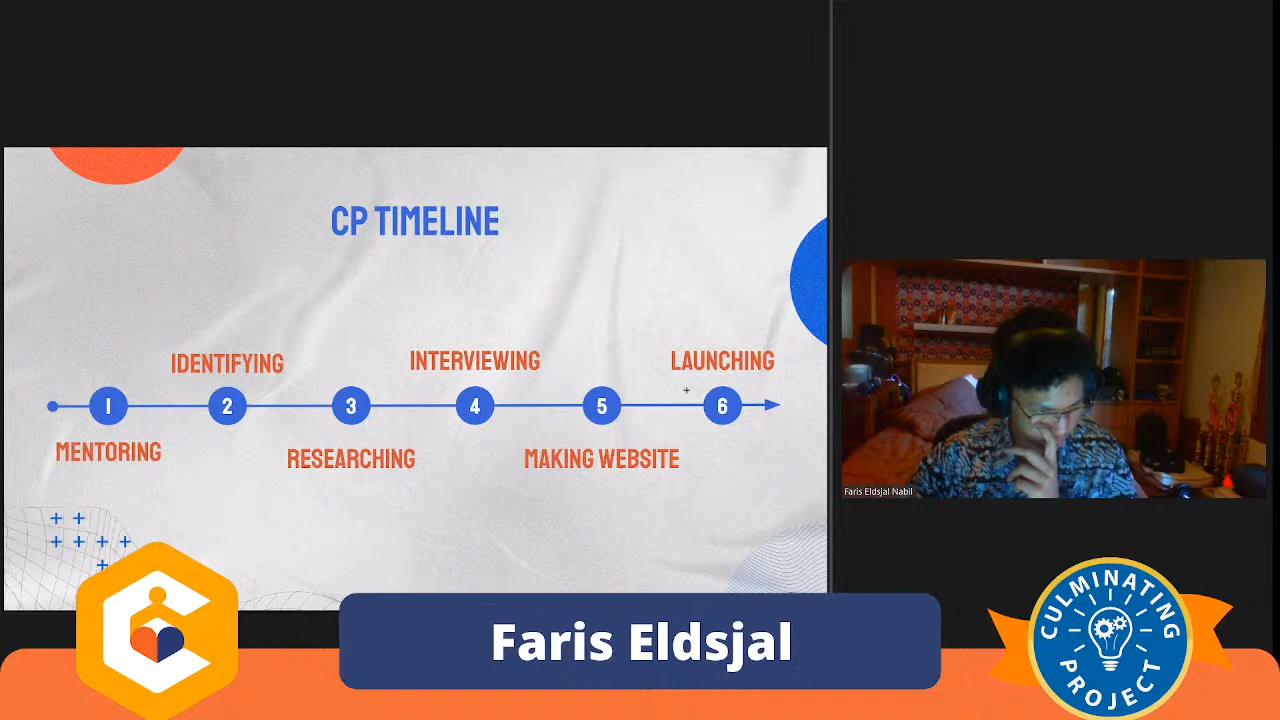 CP TIMELINE
IDENTIFYING
INTERVIEWING
LAUNCHING
1
2
3
4
5
6
MENTORING
RESEARCHING
MAKING WEBSITE
Faris Eldsjal Nabil
Faris Eldsjal
CULMINATING
PROJECT